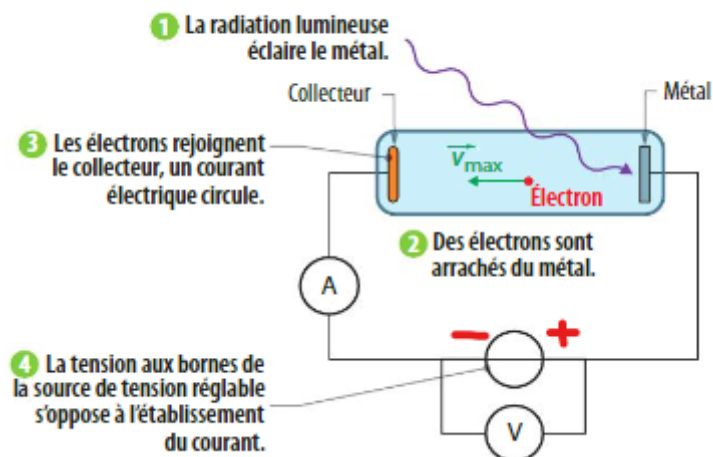 1 La radiation lumineuse
éclaire le métal.
Collecteur
Métal
3 Les électrons rejoignent
le collecteur, un courant
électrique circule.
v max
Électron
2 Des électrons sont
arrachés du métal.
A
− +
4 La tension aux bornes de
la source de tension réglable
s'oppose à l'établissement
du courant.
V